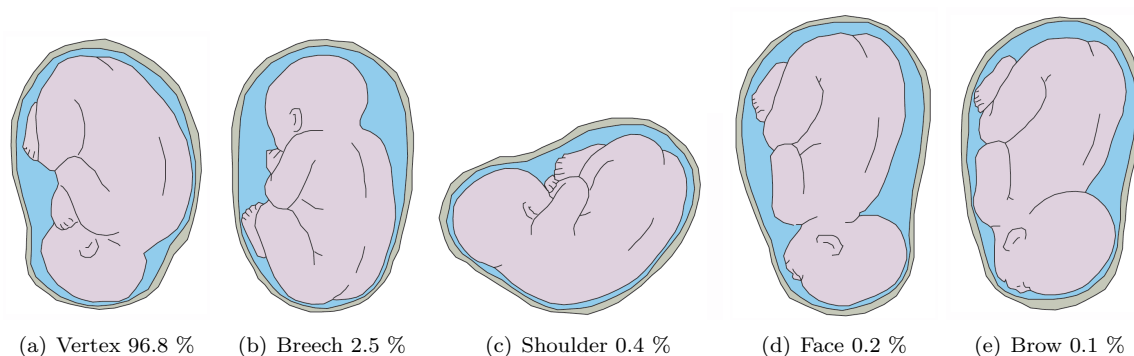 (a) Vertex 96.8 %
(b) Breech 2.5 %
(c) Shoulder 0.4 %
(d) Face 0.2 %
(e) Brow 0.1 %